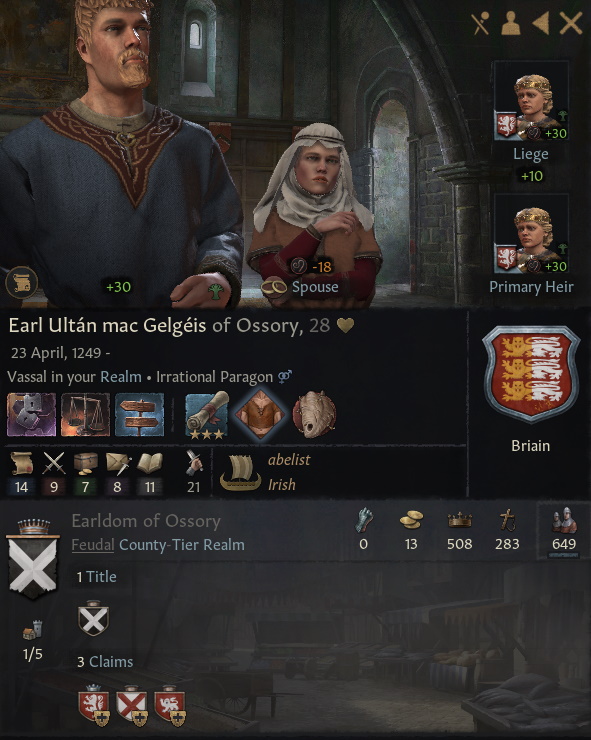 +30
Liege
+10
+30
Primary Heir
+30
-18
Spouse
Earl Ultán mac Gelgéis of Ossory, 28
23 April, 1249 -
Vassal in your Realm • Irrational Paragon
Briain
14 9 7 8 11 21
abelist
Irish
Earldom of Ossory
Feudal County-Tier Realm
0 13 508 283 649
1 Title
1/5
3 Claims